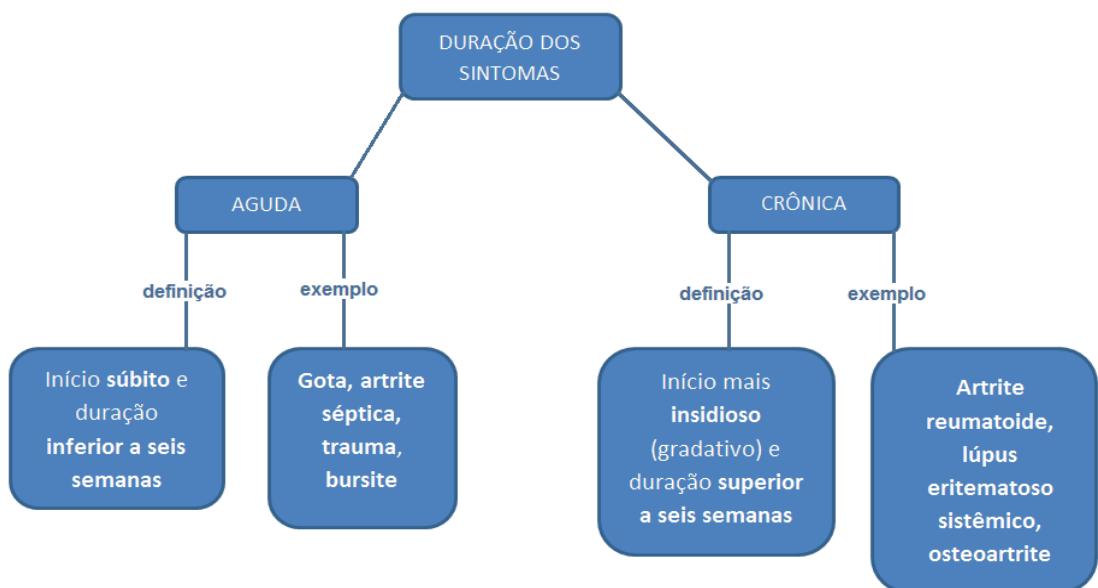 DURAÇÃO DOS
SINTOMAS
AGUDA
CRÔNICA
definição
exemplo
definição
exemplo
Início súbito e
duração
inferior a seis
semanas
Gota, artrite
séptica,
trauma,
bursite
Início mais
insidioso
(gradativo) e
duração superior
a seis semanas
Artrite
reumatoide,
lúpus
eritematoso
sistêmico,
osteoartrite